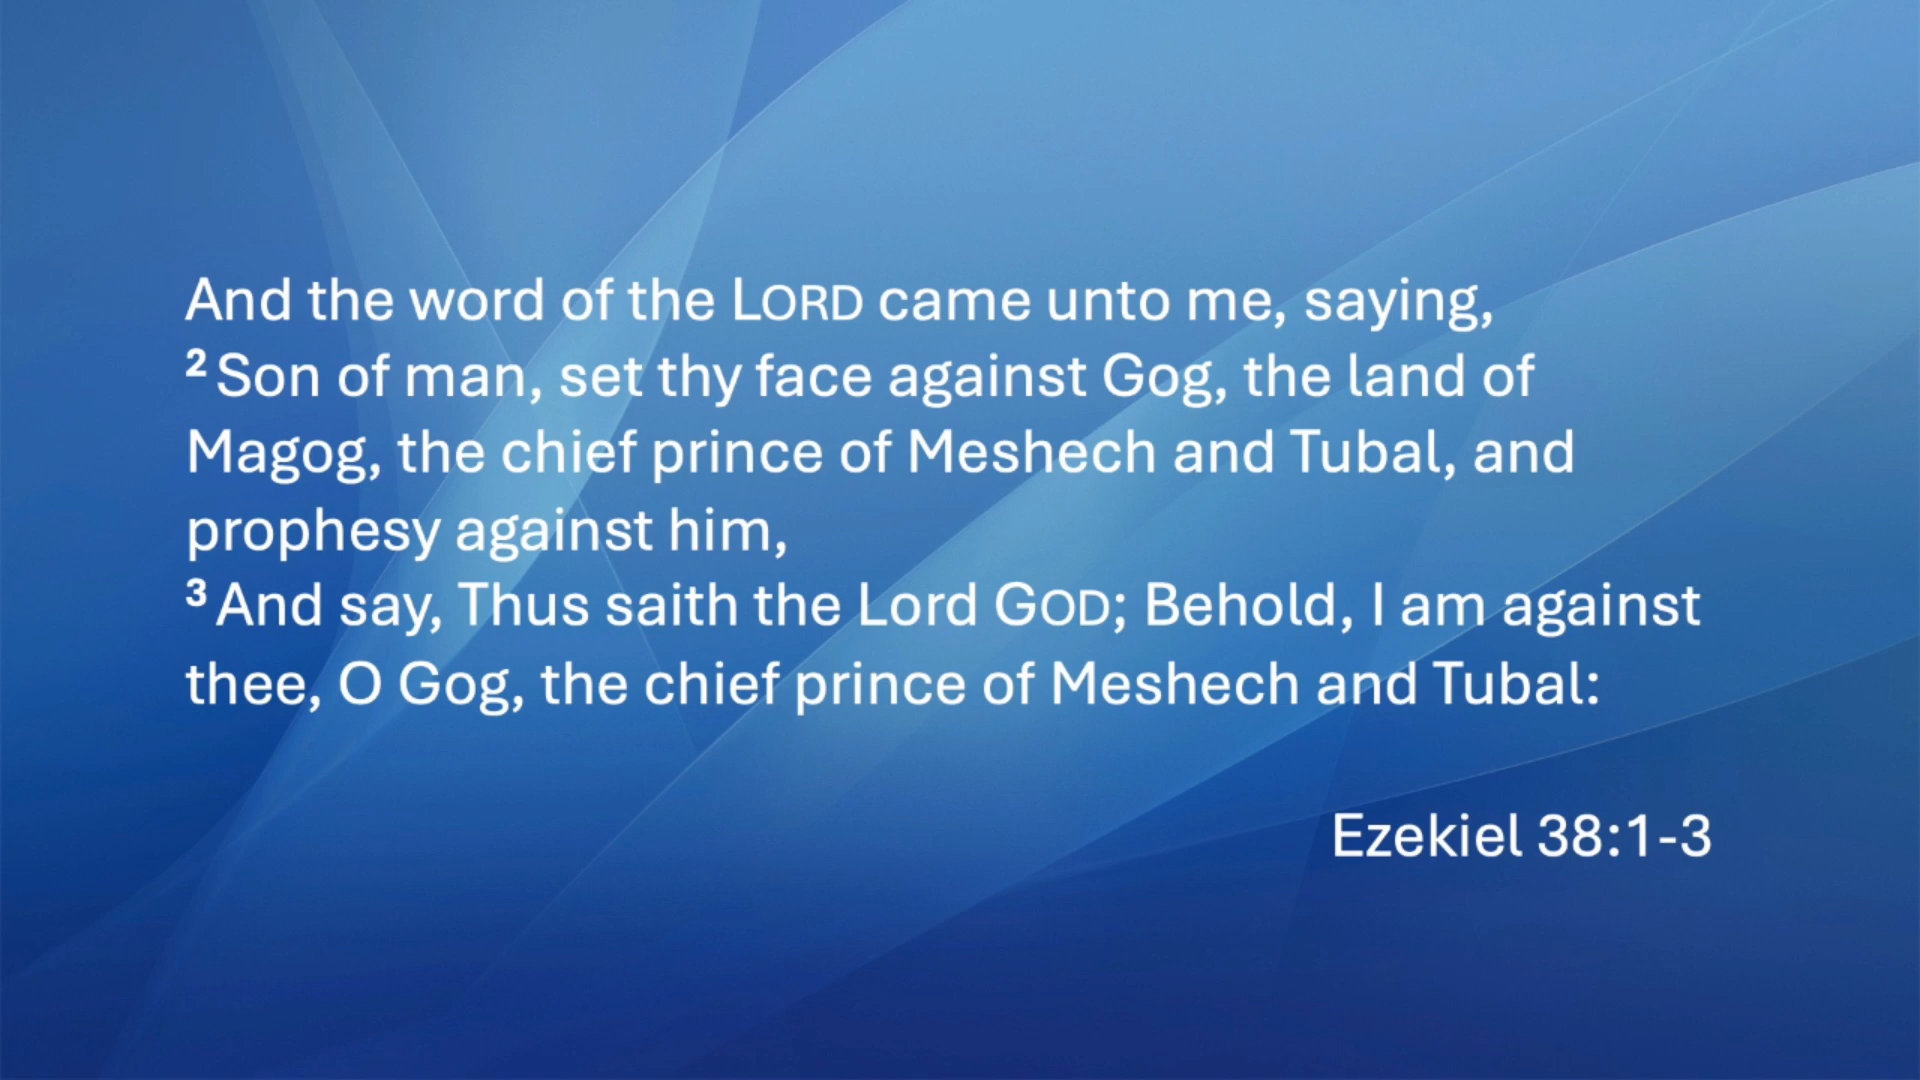 And the word of the LORD came unto me, saying,
² Son of man, set thy face against Gog, the land of
Magog, the chief prince of Meshech and Tubal, and
prophesy against him,
³ And say, Thus saith the Lord GOD; Behold, I am against
thee, O Gog, the chief prince of Meshech and Tubal:
Ezekiel 38:1-3